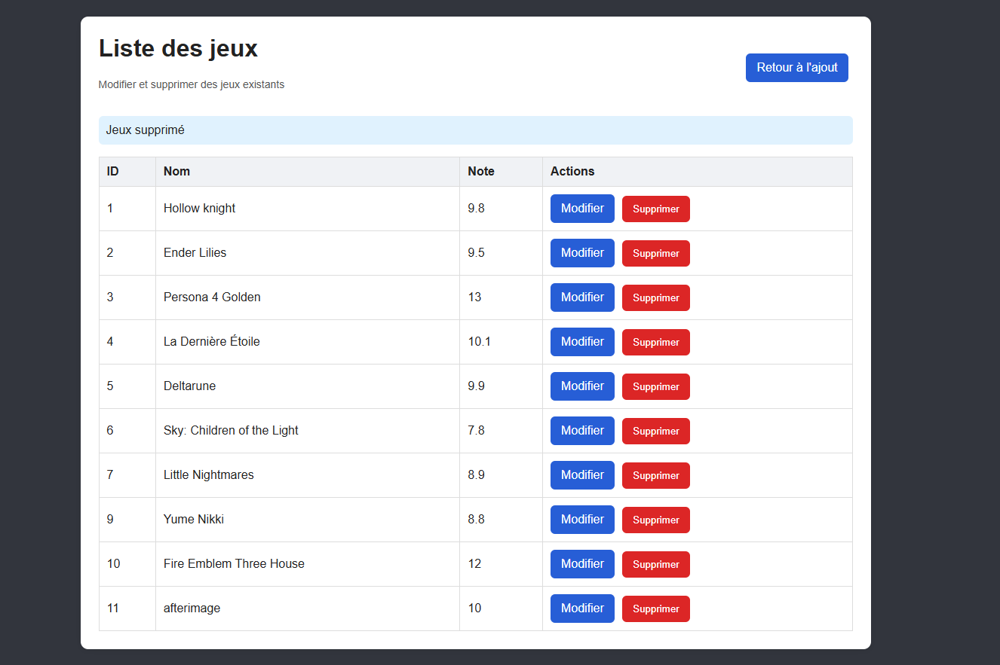 Liste des jeux
Retour à l'ajout
Modifier et supprimer des jeux existants
Jeux supprimé
ID Nom Note Actions
1 Hollow knight 9.8 Modifier Supprimer
2 Ender Lilies 9.5 Modifier Supprimer
3 Persona 4 Golden 13 Modifier Supprimer
4 La Dernière Étoile 10.1 Modifier Supprimer
5 Deltarune 9.9 Modifier Supprimer
6 Sky: Children of the Light 7.8 Modifier Supprimer
7 Little Nightmares 8.9 Modifier Supprimer
9 Yume Nikki 8.8 Modifier Supprimer
10 Fire Emblem Three House 12 Modifier Supprimer
11 afterimage 10 Modifier Supprimer